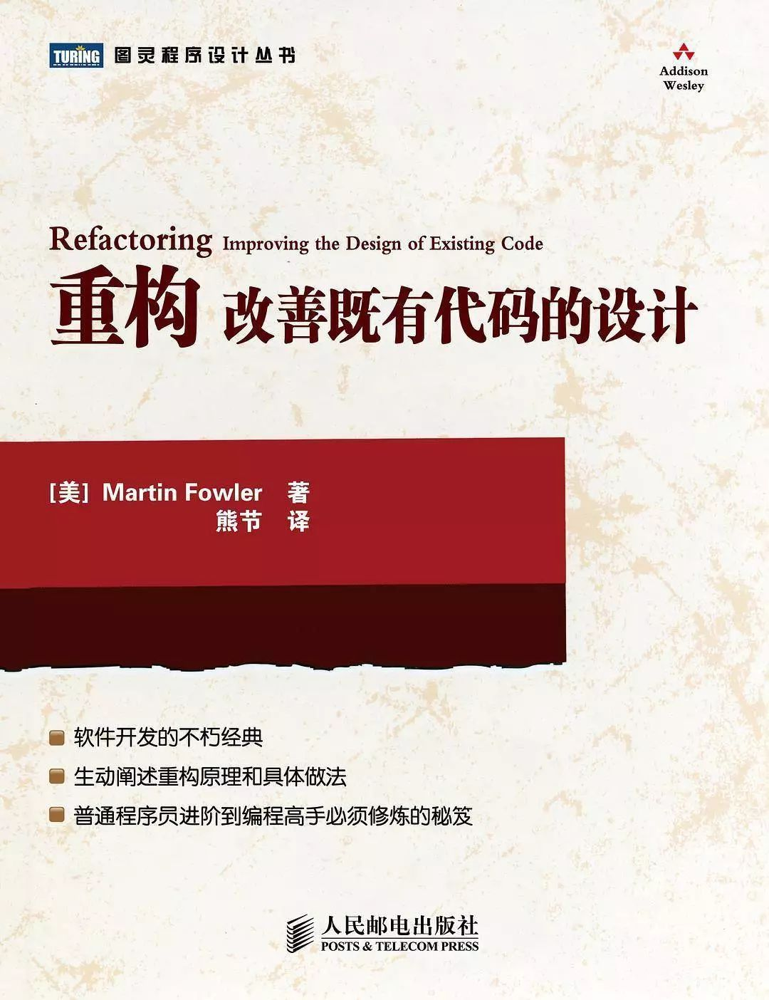 TURING 图灵程序设计丛书
Addison
Wesley
Refactoring Improving the Design of Existing Code
重构 改善既有代码的设计
[美] Martin Fowler 著
熊节 译
软件开发的不朽经典
生动阐述重构原理和具体做法
普通程序员进阶到编程高手必须修炼的秘笈
人民邮电出版社
POSTS & TELECOM PRESS